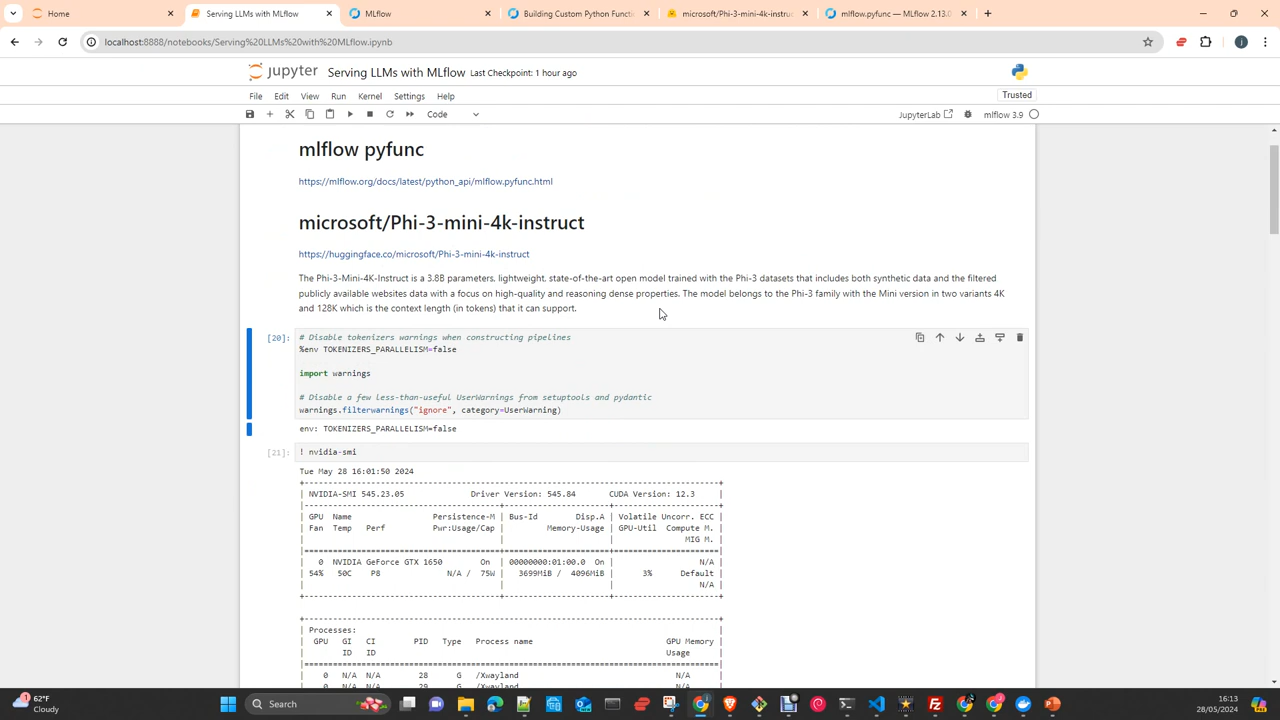 Home
Serving LLMs with MLflow
MLflow
Building Custom Python Functi
microsoft/Phi-3-mini-4k-instruc
mlflow.pyfunc — MLflow 2.13.0
localhost:8888/notebooks/Serving%20LLMs%20with%20MLflow.ipynb
jupyter Serving LLMs with MLflow Last Checkpoint: 1 hour ago
File Edit View Run Kernel Settings Help
Trusted
Code
JupyterLab
mlflow 3.9
mlflow pyfunc
https://mlflow.org/docs/latest/python_api/mlflow.pyfunc.html
microsoft/Phi-3-mini-4k-instruct
https://huggingface.co/microsoft/Phi-3-mini-4k-instruct
The Phi-3-Mini-4K-Instruct is a 3.8B parameters, lightweight, state-of-the-art open model trained with the Phi-3 datasets that includes both synthetic data and the filtered
publicly available websites data with a focus on high-quality and reasoning dense properties. The model belongs to the Phi-3 family with the Mini version in two variants 4K
and 128K which is the context length (in tokens) that it can support.
[20]: # Disable tokenizers warnings when constructing pipelines
%env TOKENIZERS_PARALLELISM=false
import warnings
# Disable a few less-than-useful UserWarnings from setuptools and pydantic
warnings.filterwarnings("ignore", category=UserWarning)
env: TOKENIZERS_PARALLELISM=false
[21]: ! nvidia-smi
Tue May 28 16:01:50 2024
NVIDIA-SMI 545.23.05 Driver Version: 545.84 CUDA Version: 12.3
GPU Name Persistence-M | Bus-Id Disp.A | Volatile Uncorr. ECC
Fan Temp Perf Pwr:Usage/Cap | Memory-Usage | GPU-Util Compute M.
MIG M.
0 NVIDIA GeForce GTX 1650 On | 00000000:01:00.0 On | N/A
54% 50C P8 N/A / 75W | 3699MiB / 4096MiB | 3% Default
N/A
Processes:
GPU GI CI PID Type Process name GPU Memory
ID ID Usage
0 N/A N/A 28 G /Xwayland N/A
0 N/A N/A 29 G /Xwayland N/A
62°F
Cloudy
Search
16:13
28/05/2024